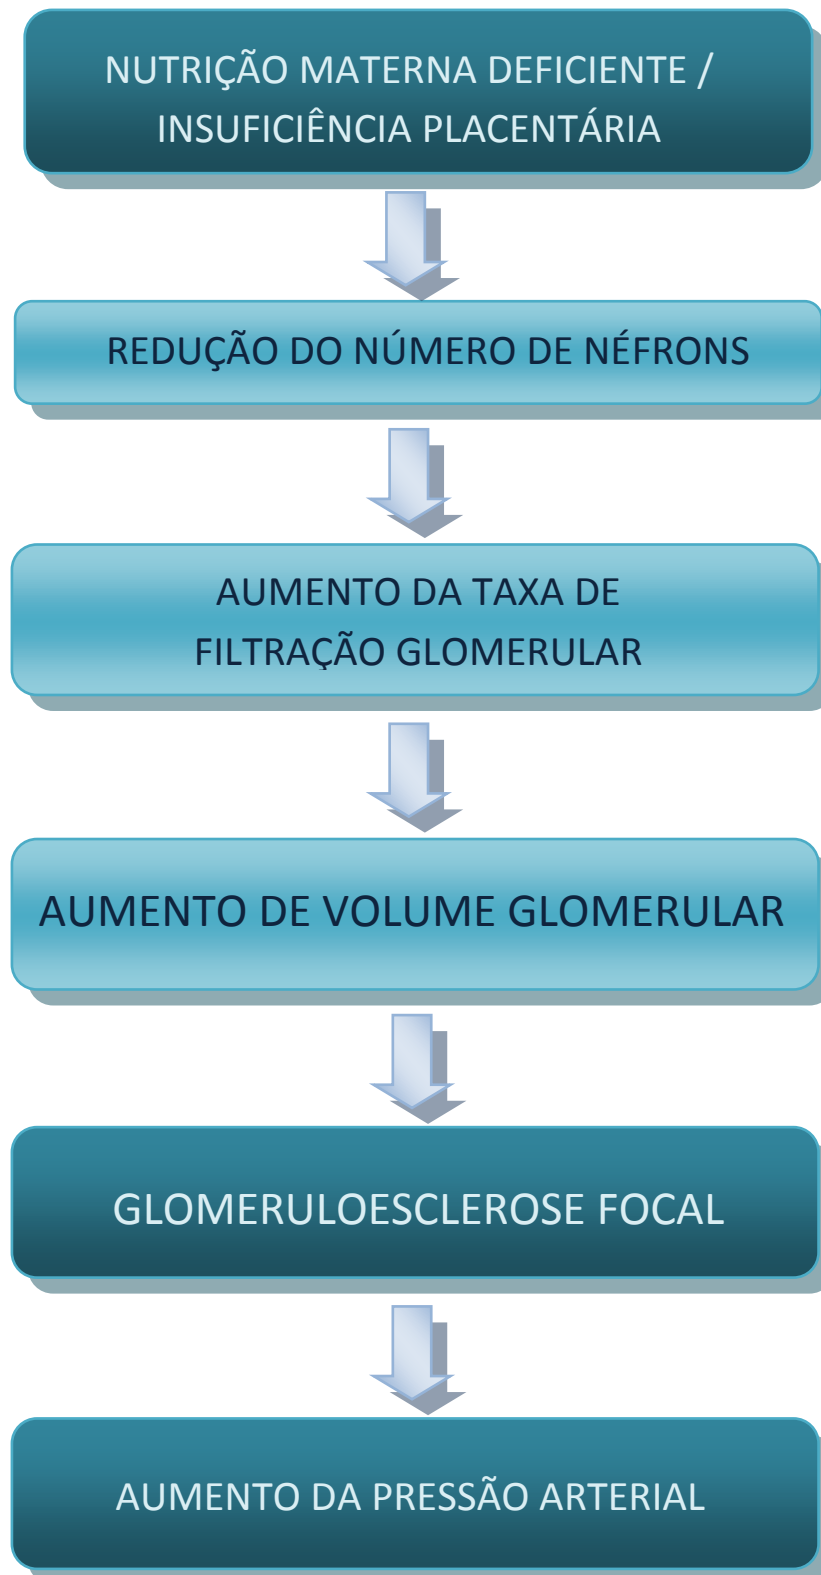 NUTRIÇÃO MATERNA DEFICIENTE /
INSUFICIÊNCIA PLACENTÁRIA
REDUÇÃO DO NÚMERO DE NÉFRONS
AUMENTO DA TAXA DE
FILTRAÇÃO GLOMERULAR
AUMENTO DE VOLUME GLOMERULAR
GLOMERULOESCLEROSE FOCAL
AUMENTO DA PRESSÃO ARTERIAL